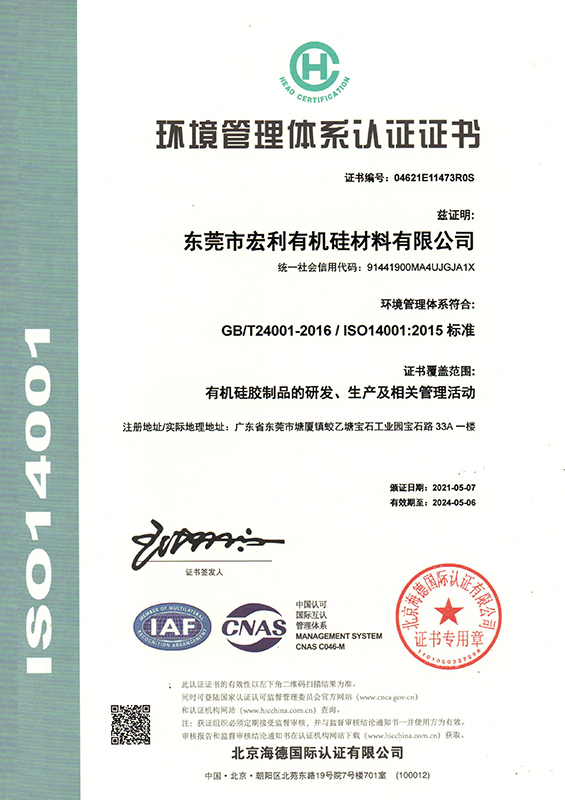 HC
HEAD CERTIFICATION
环境管理体系认证证书
证书编号：04621E11473R0S
兹证明:
东莞市宏利有机硅材料有限公司
统一社会信用代码：91441900MA4UJGJA1X
环境管理体系符合:
GB/T24001-2016 / ISO14001:2015 标准
证书覆盖范围:
有机硅胶制品的研发、生产及相关管理活动
注册地址/实际地理地址：广东省东莞市塘厦镇蛟乙塘宝石工业园宝石路 33A 一楼
颁证日期：2021-05-07
有效期至：2024-05-06
ISO14001
证书签发人
MEMBER OF MULTILATERAL
IAF
RECOGNITION ARRANGEMENT
CNAS
中国认可
国际互认
管理体系
MANAGEMENT SYSTEM
CNAS C046-M
北京海德国际认证有限公司
证书专用章
此认证证书的有效性以左下角二维码扫描结果为准。
同时可登陆国家认证认可监督管理委员会官方网站（www.cnca.gov.cn）
和认证机构网站（www.hicchina.com.cn）查询。
注：获证组织必须定期接受监督审核，并与监督审核结论通知书一并使用方为有效。
审核报告和监督审核结论通知书在认证机构网站下载（www.hicchina.com.cn）获取。
北京海德国际认证有限公司
中国·北京·朝阳区北苑东路19号院7号楼701室 (100012)